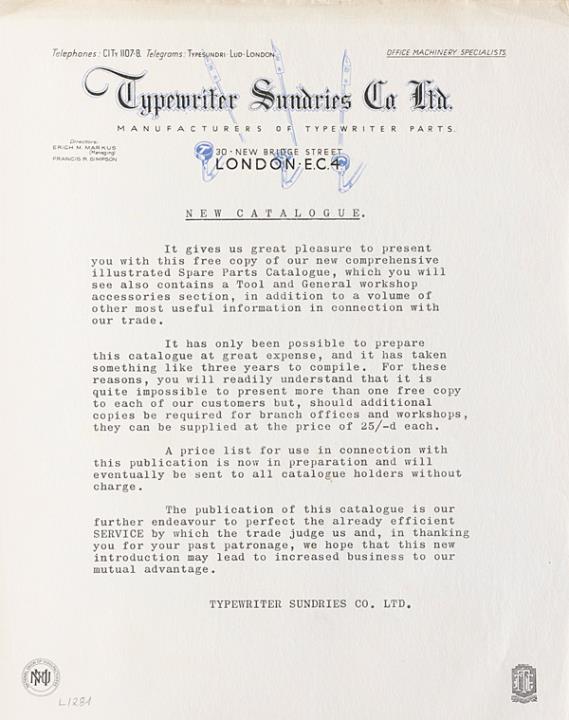 Telephones: CITy 1107-8. Telegrams: TYPESUNDRI-LUD-LONDON
OFFICE MACHINERY SPECIALISTS
Typewriter Sundries Co Ltd.
MANUFACTURERS OF TYPEWRITER PARTS.
Directors:
ERICH M. MARKUS
(Managing)
FRANCIS R. SIMPSON
30 · NEW BRIDGE STREET
LONDON·E.C.4
NEW CATALOGUE.
It gives us great pleasure to present
you with this free copy of our new comprehensive
illustrated Spare Parts Catalogue, which you will
see also contains a Tool and General workshop
accessories section, in addition to a volume of
other most useful information in connection with
our trade.
It has only been possible to prepare
this catalogue at great expense, and it has taken
something like three years to compile. For these
reasons, you will readily understand that it is
quite impossible to present more than one free copy
to each of our customers but, should additional
copies be required for branch offices and workshops,
they can be supplied at the price of 25/-d each.
A price list for use in connection with
this publication is now in preparation and will
eventually be sent to all catalogue holders without
charge.
The publication of this catalogue is our
further endeavour to perfect the already efficient
SERVICE by which the trade judge us and, in thanking
you for your past patronage, we hope that this new
introduction may lead to increased business to our
mutual advantage.
TYPEWRITER SUNDRIES CO. LTD.
L1281